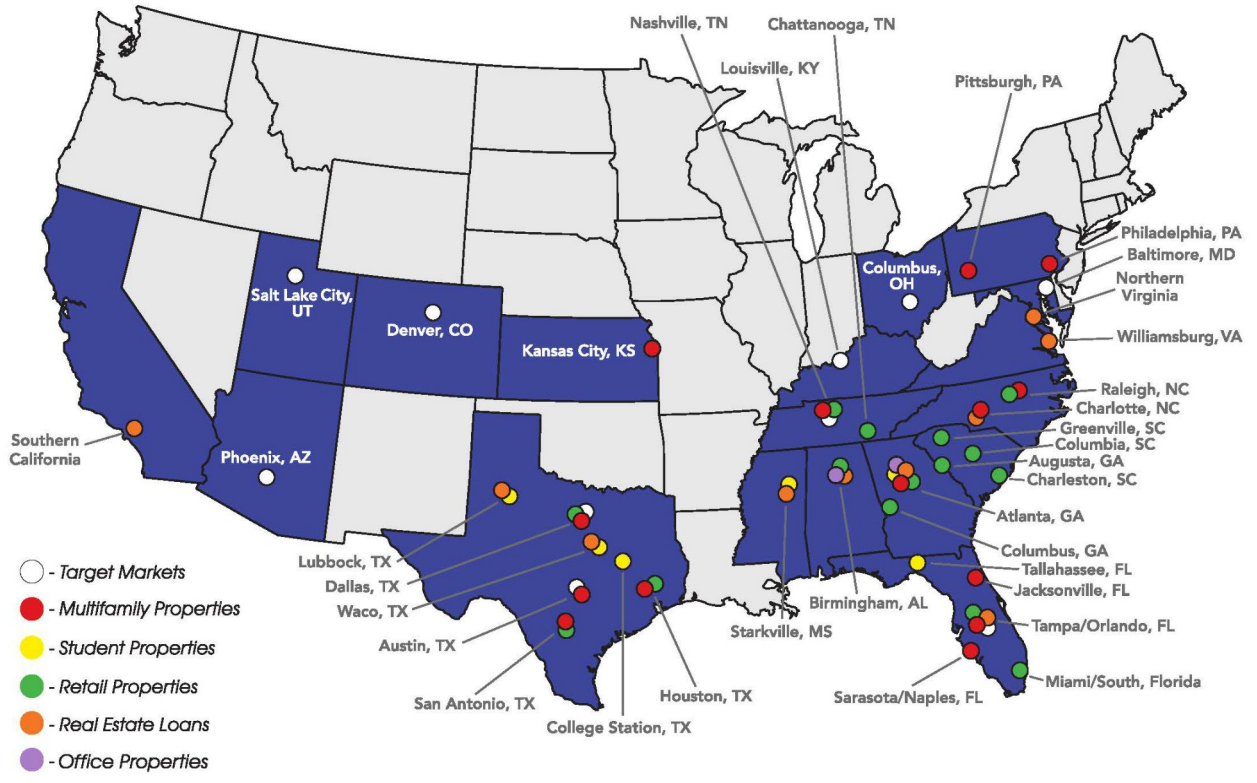 Nashville, TN
Chattanooga, TN
Louisville, KY
Pittsburgh, PA
Philadelphia, PA
Baltimore, MD
Northern
Virginia
Williamsburg, VA
Columbus,
OH
Salt Lake City,
UT
Denver, CO
Kansas City, KS
Raleigh, NC
Charlotte, NC
Greenville, SC
Columbia, SC
Augusta, GA
Charleston, SC
Southern
California
Phoenix, AZ
Atlanta, GA
Columbus, GA
Tallahassee, FL
Jacksonville, FL
Lubbock, TX
Dallas, TX
Waco, TX
Austin, TX
San Antonio, TX
College Station, TX
Houston, TX
Starkville, MS
Birmingham, AL
Tampa/Orlando, FL
Miami/South, Florida
Sarasota/Naples, FL
- Target Markets
- Multifamily Properties
- Student Properties
- Retail Properties
- Real Estate Loans
- Office Properties